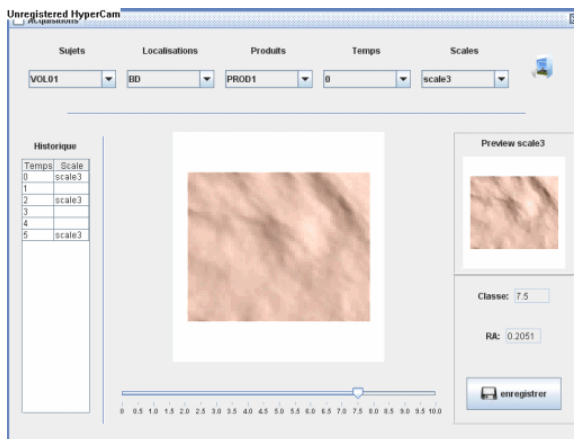 Unregistered HyperCam
Acquisitions
Sujets Localisations Produits Temps Scales
VOL01 BD PROD1 0 scale3
Historique
Temps Scale
0 scale3
1
2 scale3
3
4
5 scale3
Preview scale3
Classe: 7.5
RA: 0.2051
enregistrer
0 0.5 1.0 1.5 2.0 2.5 3.0 3.5 4.0 4.5 5.0 5.5 6.0 6.5 7.0 7.5 8.0 8.5 9.0 9.5 10.0